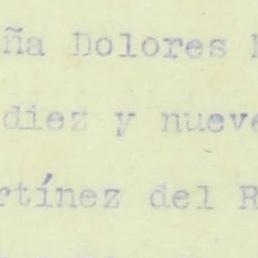 ña Dolores
diez y nueve
rtínez del R